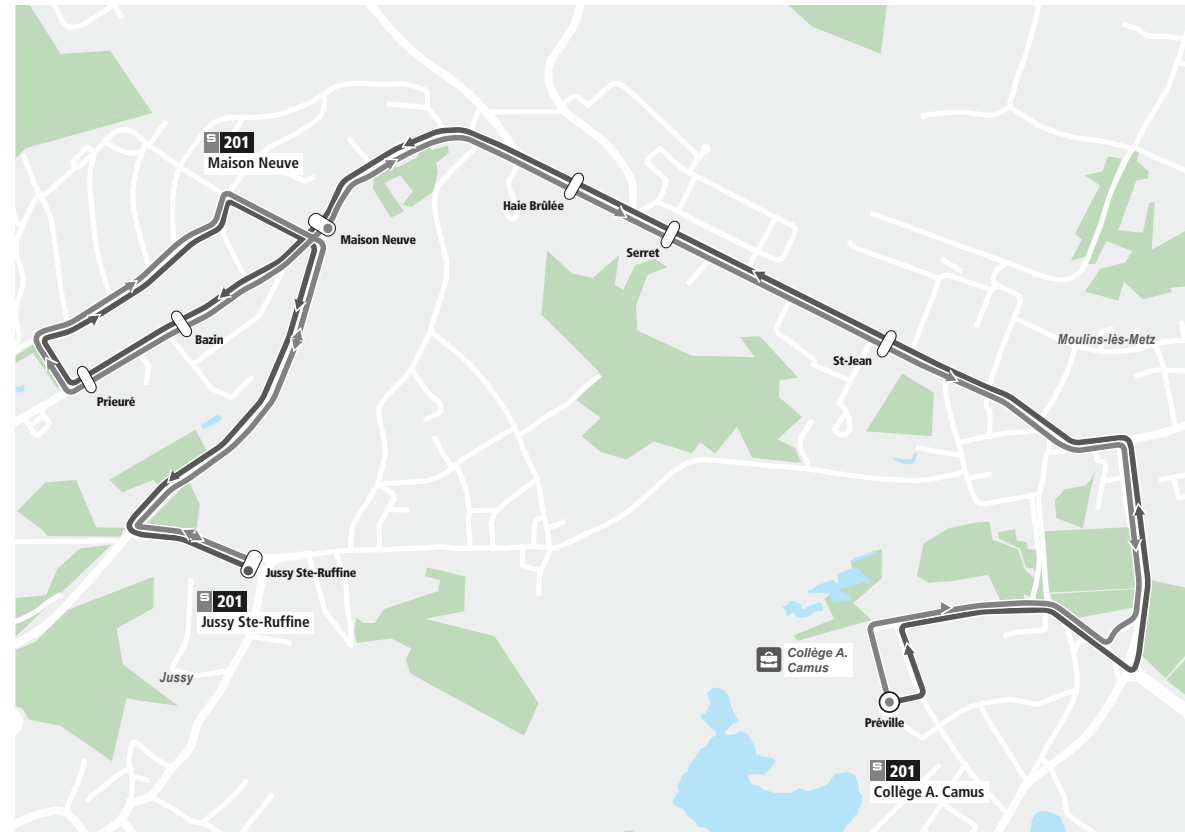 S 201
Maison Neuve
Maison Neuve
Haie Brûlée
Serret
Bazin
St-Jean
Moulins-lès-Metz
Prieuré
Jussy Ste-Ruffine
S 201
Jussy Ste-Ruffine
Jussy
Collège A.
Camus
Préville
S 201
Collège A. Camus